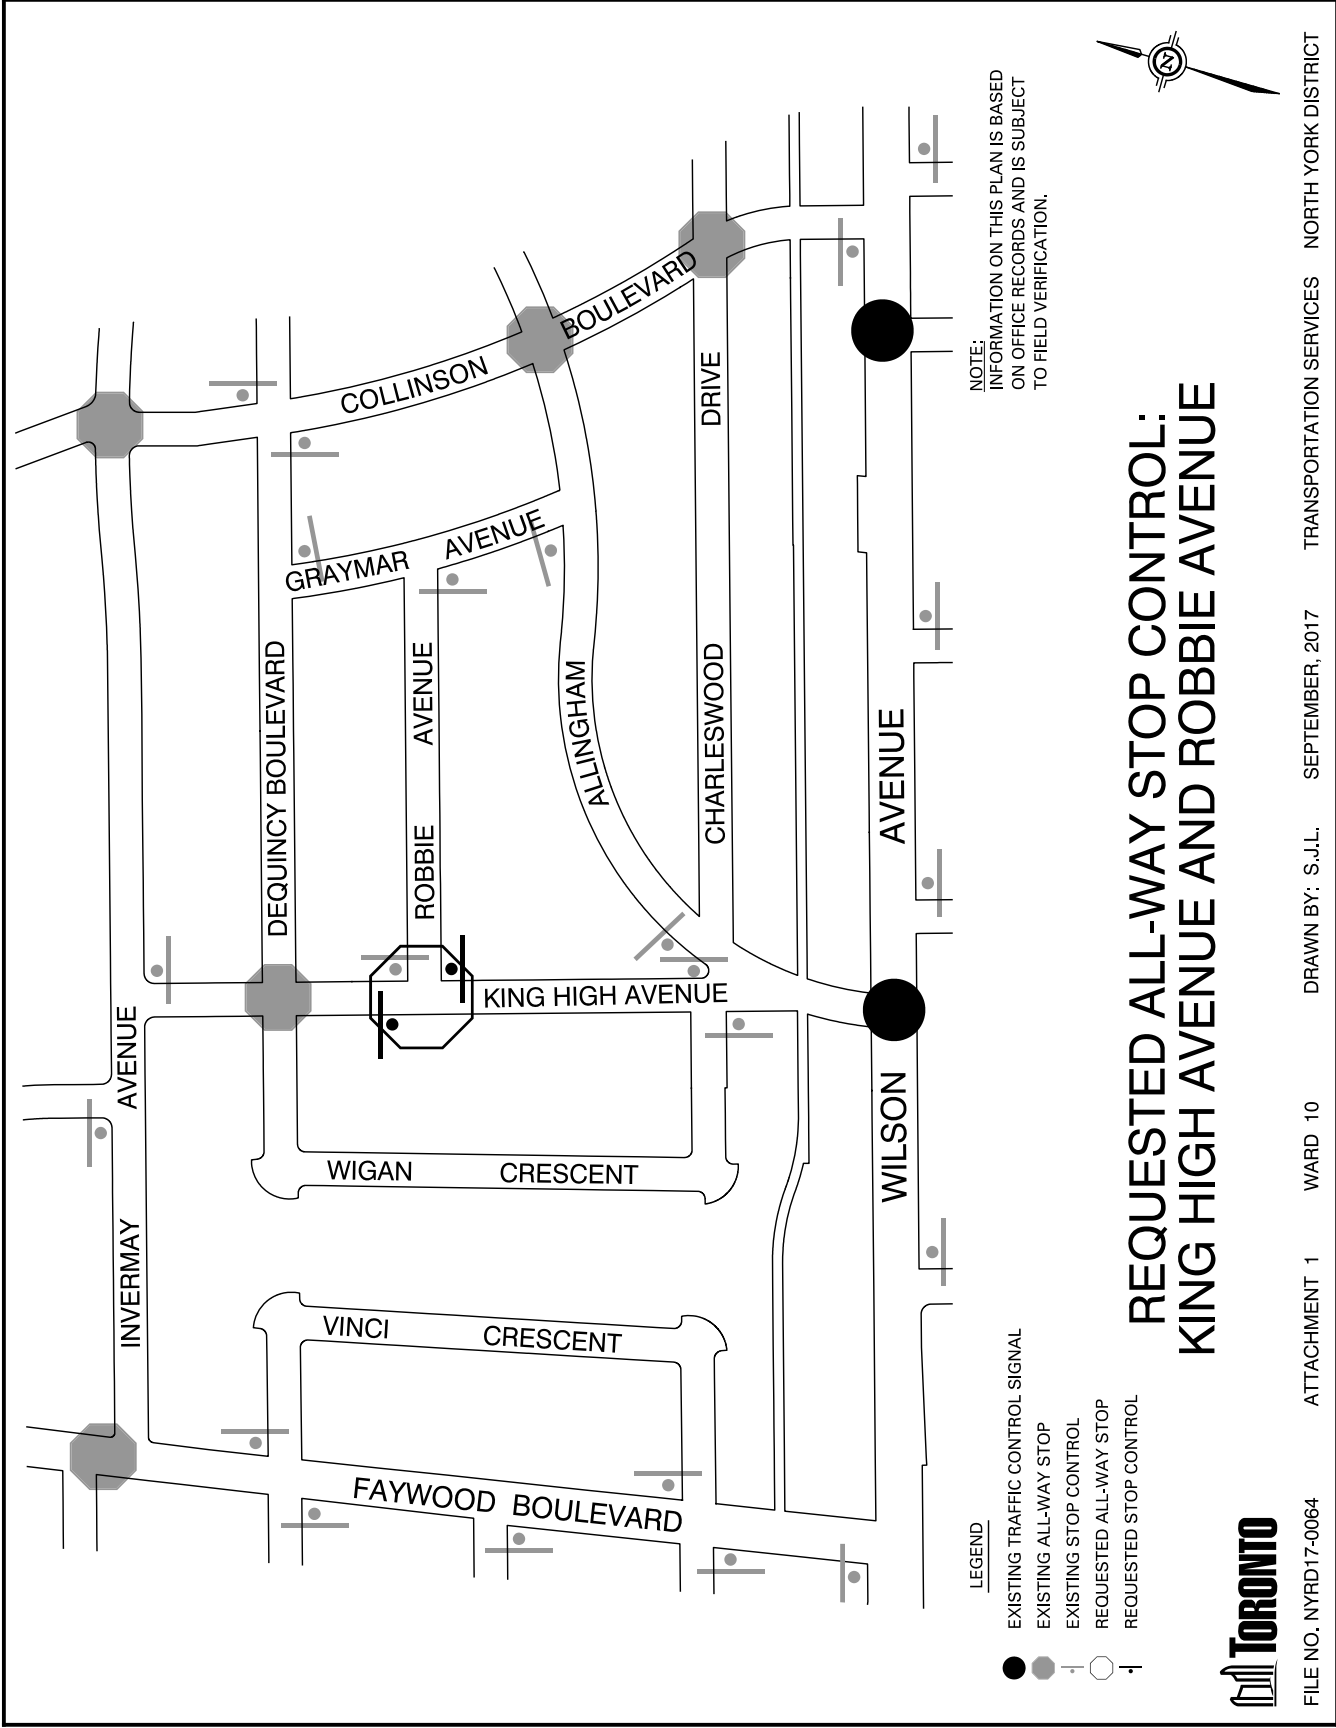 INVERMAY AVENUE
DEQUINCY BOULEVARD
COLLINSON BOULEVARD
GRAYMAR AVENUE
ROBBIE AVENUE
ALLINGHAM
CHARLESWOOD DRIVE
KING HIGH AVENUE
WIGAN CRESCENT
VINCI CRESCENT
FAYWOOD BOULEVARD
WILSON AVENUE
LEGEND
EXISTING TRAFFIC CONTROL SIGNAL
EXISTING ALL-WAY STOP
EXISTING STOP CONTROL
REQUESTED ALL-WAY STOP
REQUESTED STOP CONTROL
NOTE:
INFORMATION ON THIS PLAN IS BASED
ON OFFICE RECORDS AND IS SUBJECT
TO FIELD VERIFICATION.
N
REQUESTED ALL-WAY STOP CONTROL:
KING HIGH AVENUE AND ROBBIE AVENUE
TORONTO
FILE NO. NYRD17-0064 ATTACHMENT 1 WARD 10 DRAWN BY: S.J.L. SEPTEMBER, 2017 TRANSPORTATION SERVICES NORTH YORK DISTRICT